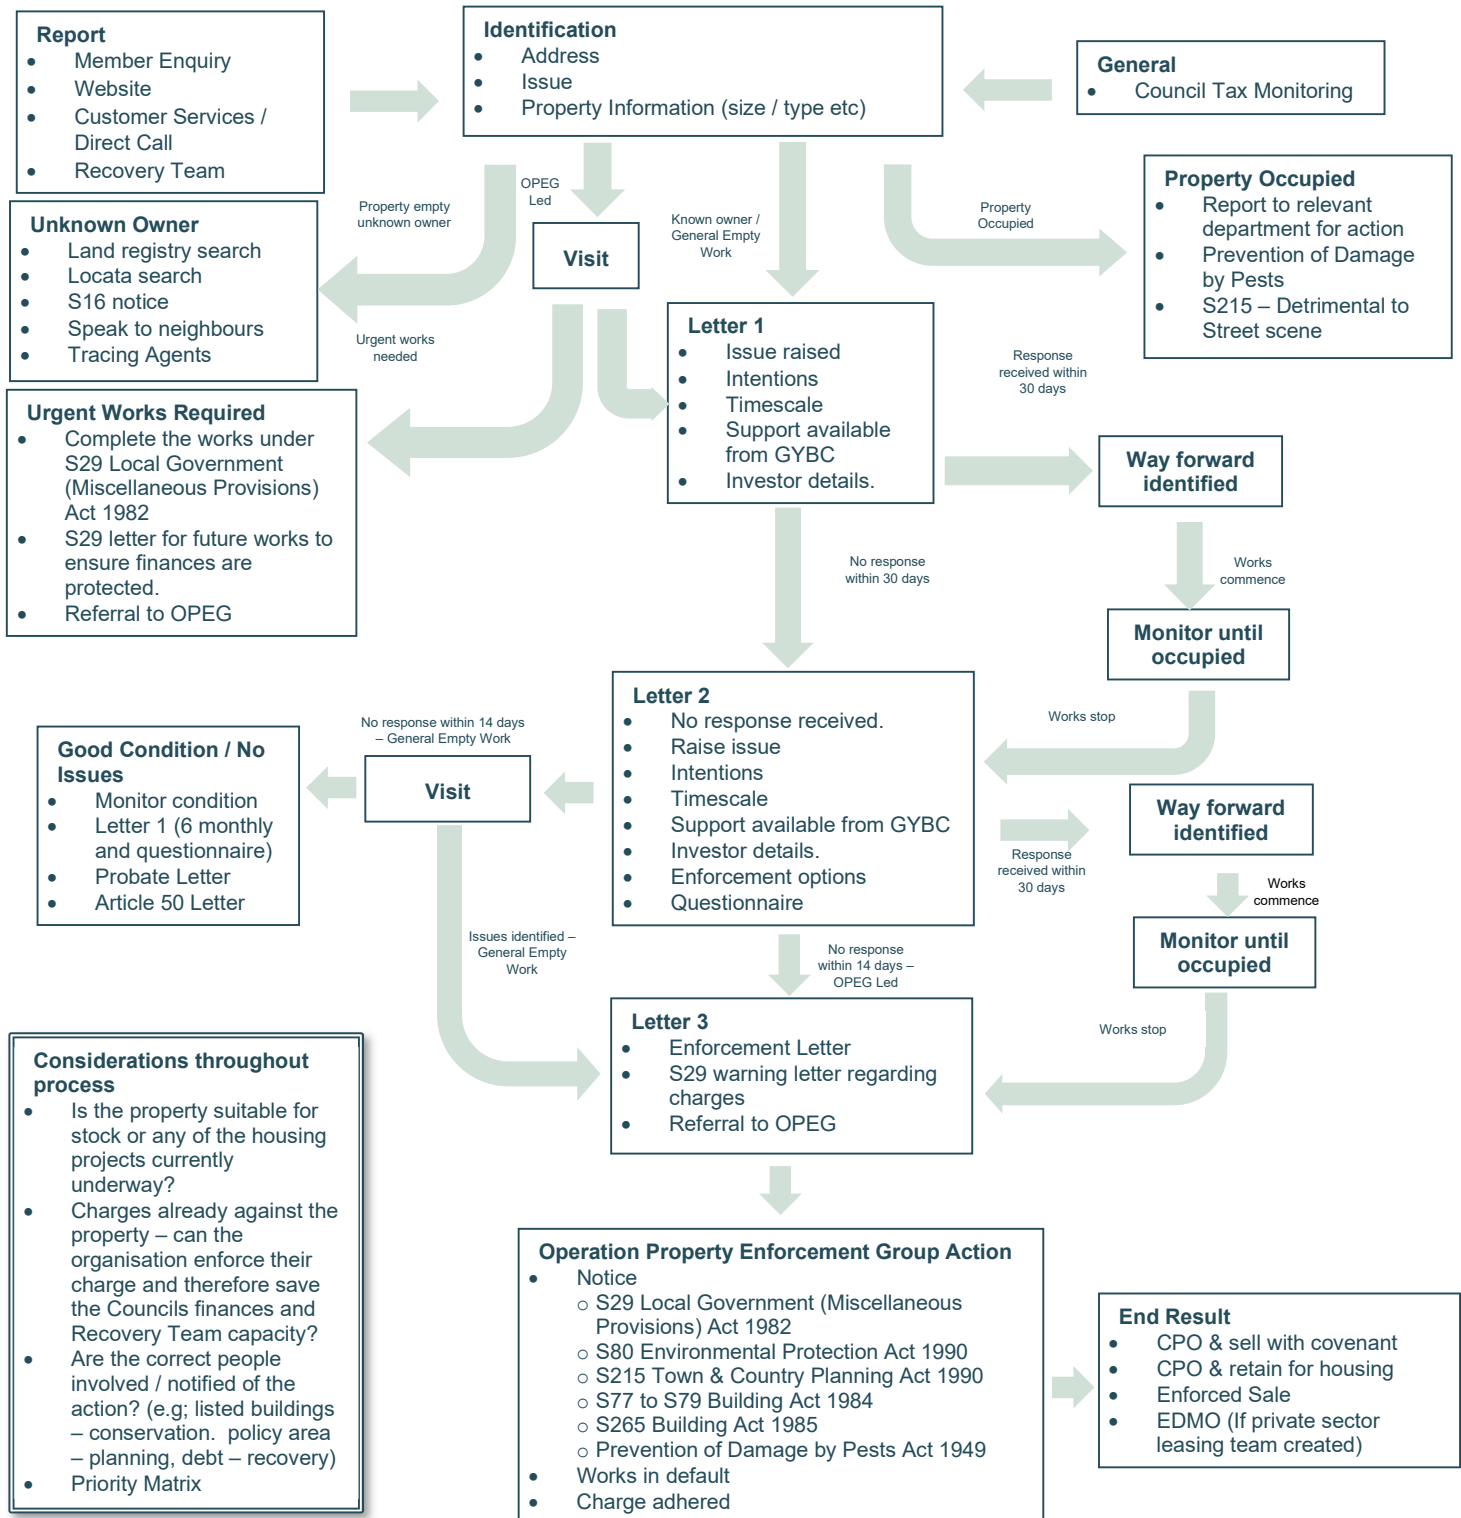 Report
• Member Enquiry
• Website
• Customer Services /
Direct Call
• Recovery Team
Identification
• Address
• Issue
• Property Information (size / type etc)
General
• Council Tax Monitoring
Property empty
unknown owner
OPEG
Led
Known owner /
General Empty
Work
Property
Occupied
Property Occupied
• Report to relevant
department for action
• Prevention of Damage
by Pests
• S215 – Detrimental to
Street scene
Unknown Owner
• Land registry search
• Locata search
• S16 notice
• Speak to neighbours
• Tracing Agents
Visit
Urgent works
needed
Letter 1
• Issue raised
• Intentions
• Timescale
• Support available
from GYBC
• Investor details.
Response
received within
30 days
Urgent Works Required
• Complete the works under
S29 Local Government
(Miscellaneous Provisions)
Act 1982
• S29 letter for future works to
ensure finances are
protected.
• Referral to OPEG
Way forward
identified
No response
within 30 days
Works
commence
Monitor until
occupied
Letter 2
• No response received.
• Raise issue
• Intentions
• Timescale
• Support available from GYBC
• Investor details.
• Enforcement options
• Questionnaire
Works stop
No response within 14 days
– General Empty Work
Visit
Good Condition / No
Issues
• Monitor condition
• Letter 1 (6 monthly
and questionnaire)
• Probate Letter
• Article 50 Letter
Way forward
identified
Response
received within
30 days
Works
commence
Monitor until
occupied
Issues identified –
General Empty
Work
No response
within 14 days –
OPEG Led
Letter 3
• Enforcement Letter
• S29 warning letter regarding
charges
• Referral to OPEG
Works stop
Considerations throughout
process
• Is the property suitable for
stock or any of the housing
projects currently
underway?
• Charges already against the
property – can the
organisation enforce their
charge and therefore save
the Councils finances and
Recovery Team capacity?
• Are the correct people
involved / notified of the
action? (e.g; listed buildings
– conservation. policy area
– planning, debt – recovery)
• Priority Matrix
Operation Property Enforcement Group Action
• Notice
○ S29 Local Government (Miscellaneous
Provisions) Act 1982
○ S80 Environmental Protection Act 1990
○ S215 Town & Country Planning Act 1990
○ S77 to S79 Building Act 1984
○ S265 Building Act 1985
○ Prevention of Damage by Pests Act 1949
• Works in default
• Charge adhered
End Result
• CPO & sell with covenant
• CPO & retain for housing
• Enforced Sale
• EDMO (If private sector
leasing team created)